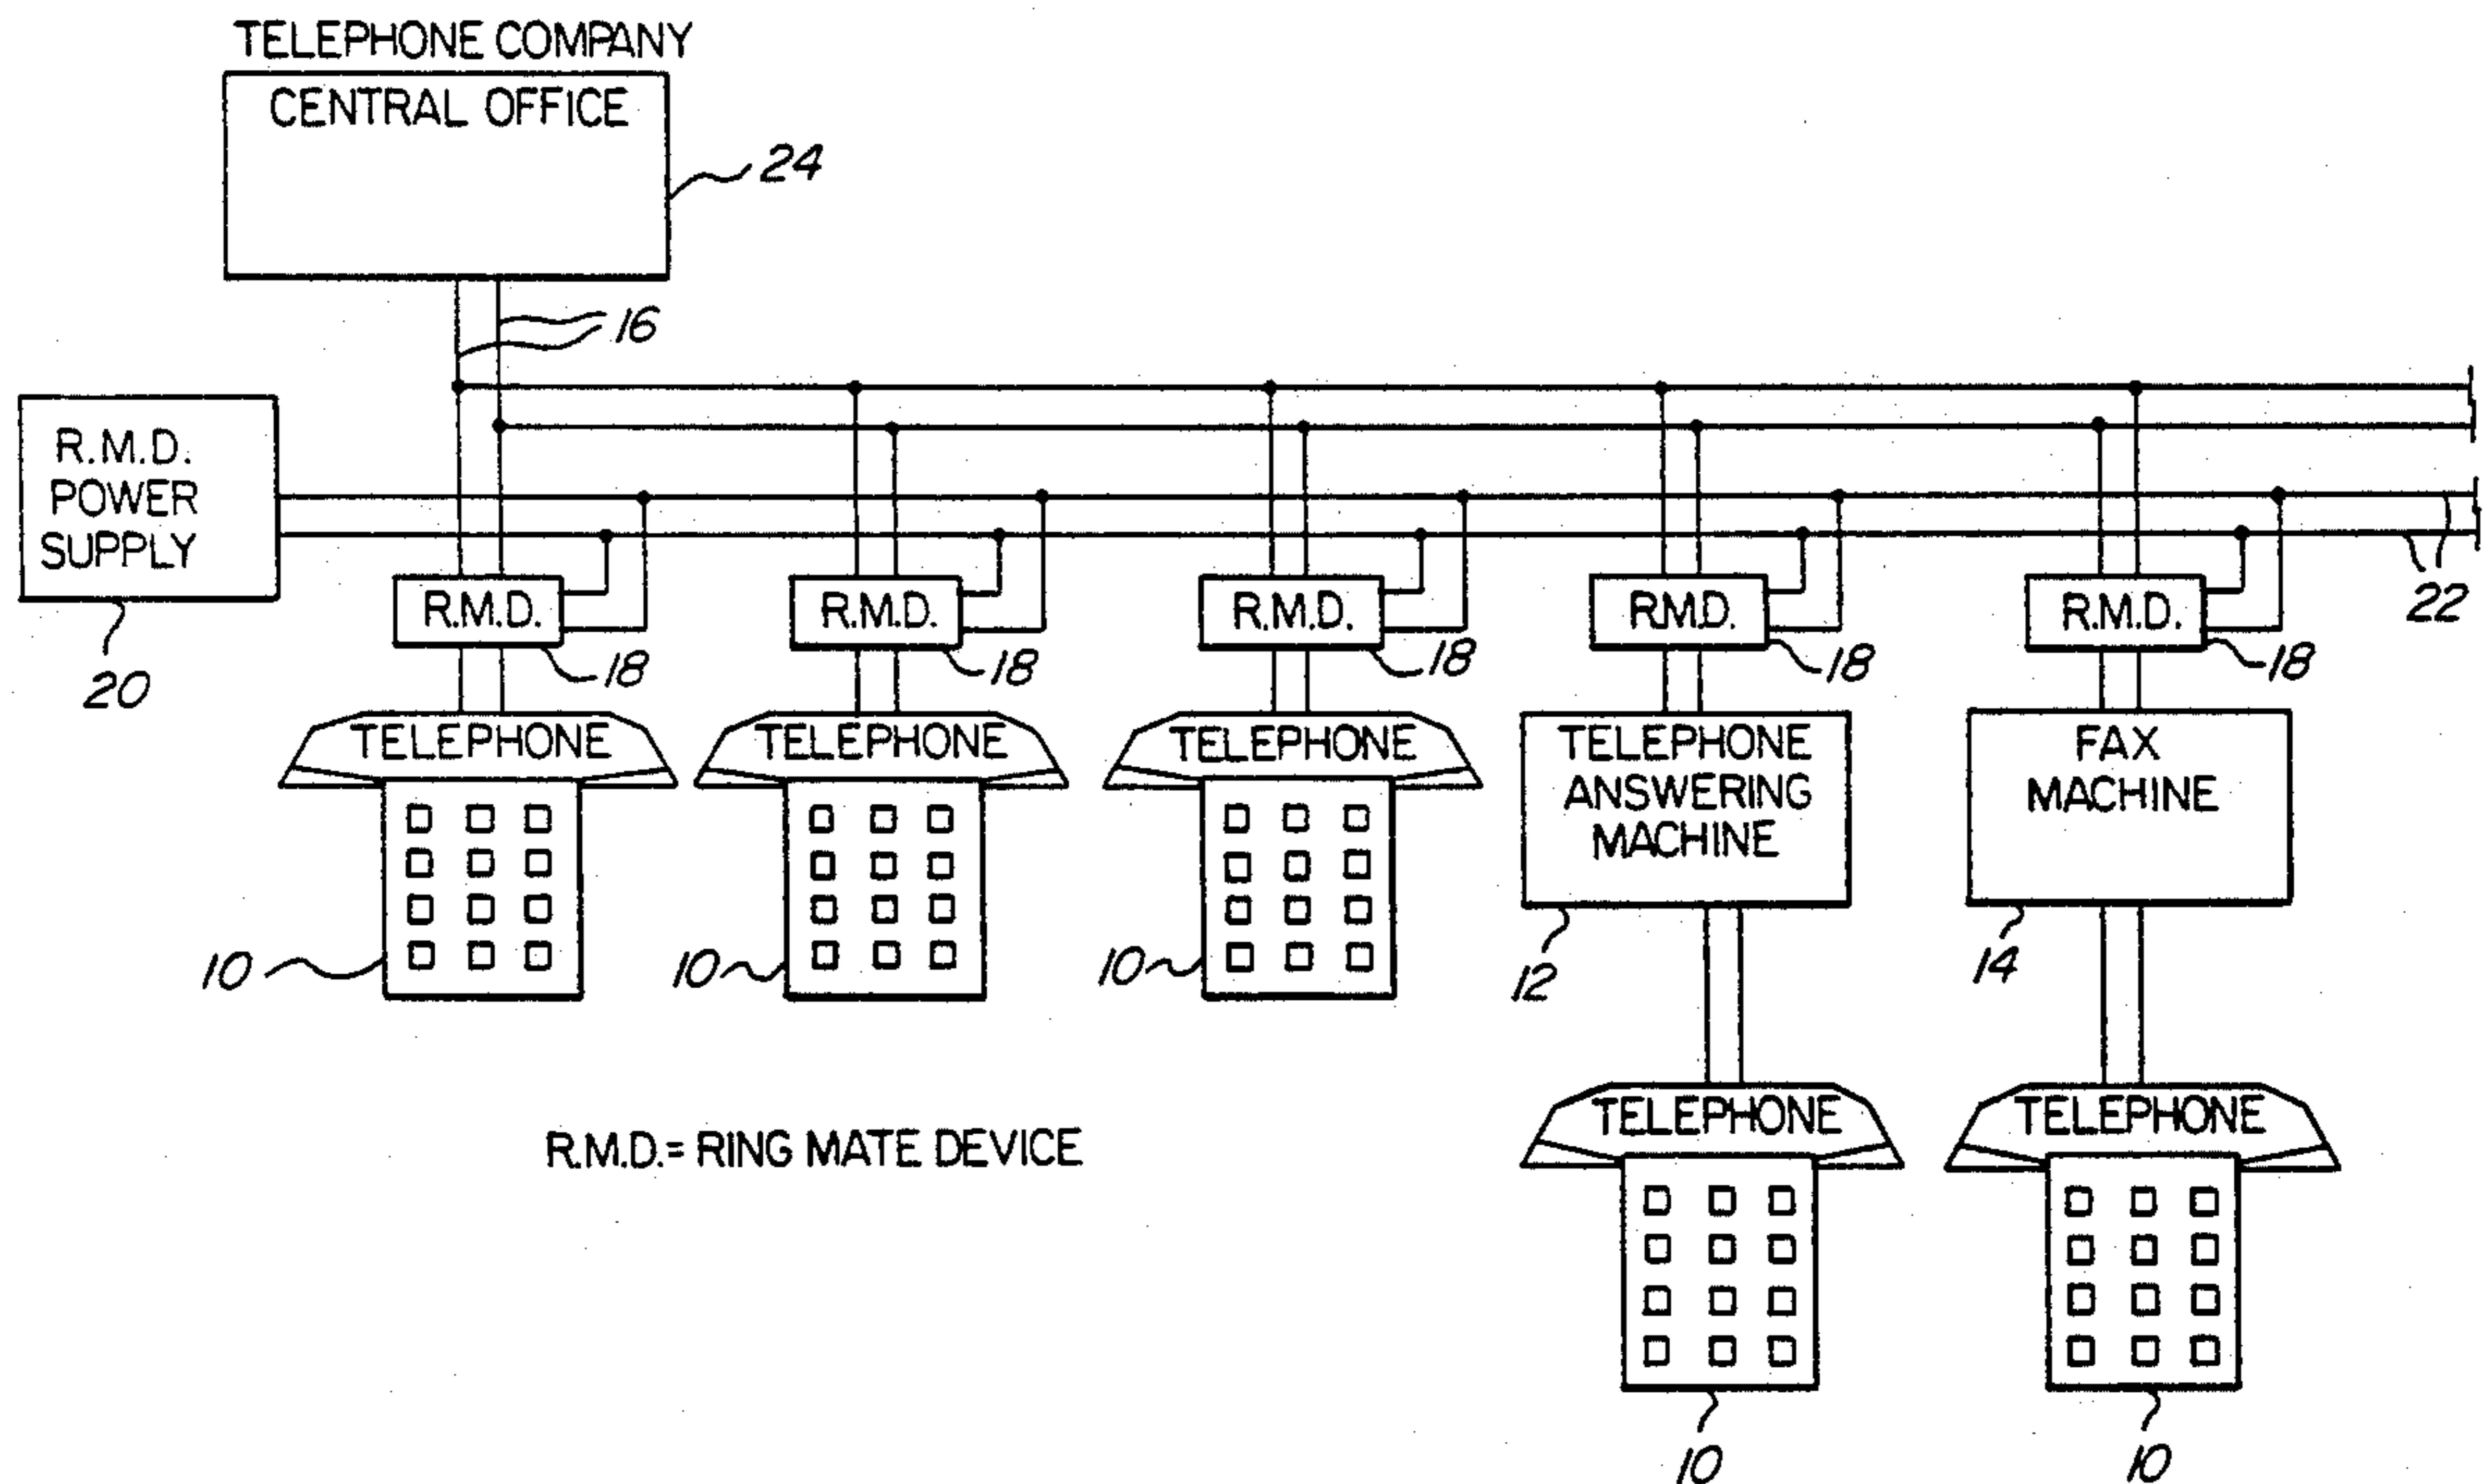 TELEPHONE COMPANY
CENTRAL OFFICE
24
16
R.M.D.
POWER
SUPPLY
20
22
R.M.D.
18
R.M.D.
18
R.M.D.
18
R.M.D.
18
R.M.D.
18
TELEPHONE
10
TELEPHONE
10
TELEPHONE
10
TELEPHONE
ANSWERING
MACHINE
12
FAX
MACHINE
14
TELEPHONE
10
TELEPHONE
10
R.M.D.= RING MATE DEVICE